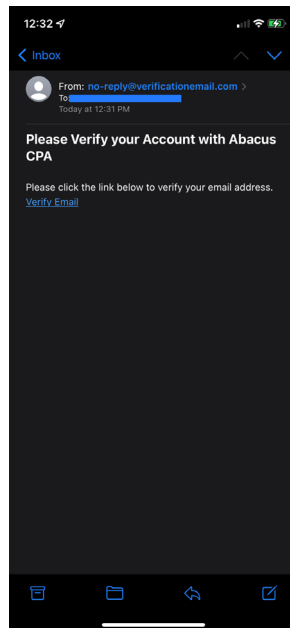 12:32
Inbox
From: no-reply@verificationemail.com >
To
Today at 12:31 PM
Please Verify your Account with Abacus
CPA
Please click the link below to verify your email address.
Verify Email